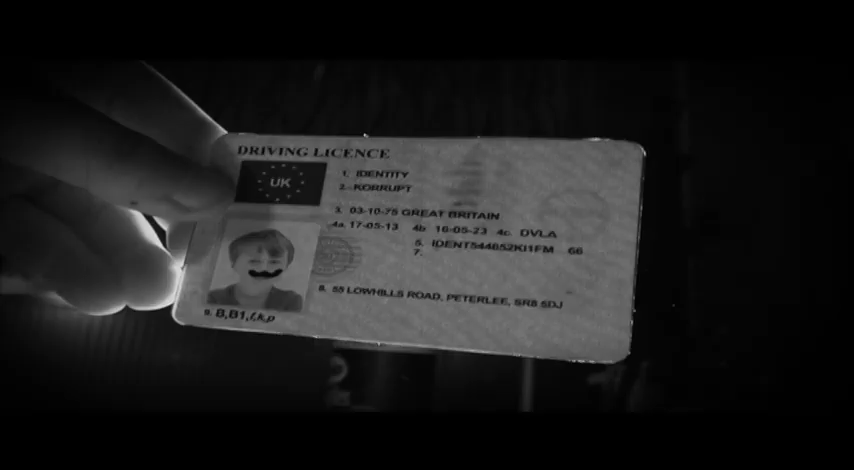 DRIVING LICENCE
UK
1. IDENTITY
2. KORRUPT
3. 03-10-75 GREAT BRITAIN
4a. 17-05-13 4b 16-05-23 4c. DVLA
5. IDENT544852KI1FM 66
7.
8. 55 LOWHILLS ROAD, PETERLEE, SR8 5DJ
9. B,B1,f,k,p